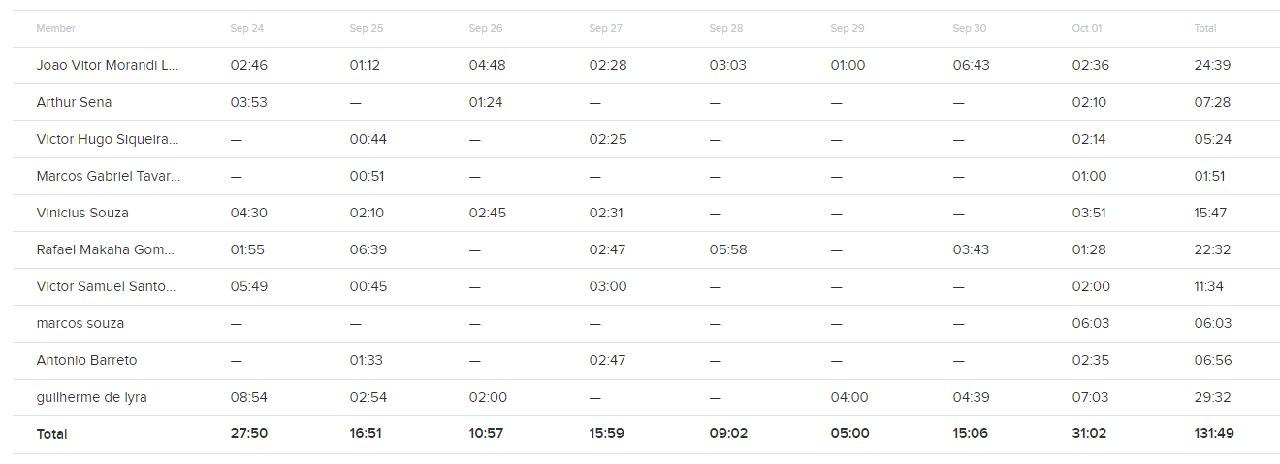 Member Sep 24 Sep 25 Sep 26 Sep 27 Sep 28 Sep 29 Sep 30 Oct 01 Total
Joao Vitor Morandi L... 02:46 01:12 04:48 02:28 03:03 01:00 06:43 02:36 24:39
Arthur Sena 03:53 — 01:24 — — — — 02:10 07:28
Victor Hugo Siqueira... — 00:44 — 02:25 — — — 02:14 05:24
Marcos Gabriel Tavar... — 00:51 — — — — — 01:00 01:51
Vinicius Souza 04:30 02:10 02:45 02:31 — — — 03:51 15:47
Rafael Makaha Gom... 01:55 06:39 — 02:47 05:58 — 03:43 01:28 22:32
Victor Samuel Santo... 05:49 00:45 — 03:00 — — — 02:00 11:34
marcos souza — — — — — — — 06:03 06:03
Antonio Barreto — 01:33 — 02:47 — — — 02:35 06:56
guilherme de lyra 08:54 02:54 02:00 — — 04:00 04:39 07:03 29:32
Total 27:50 16:51 10:57 15:59 09:02 05:00 15:06 31:02 131:49